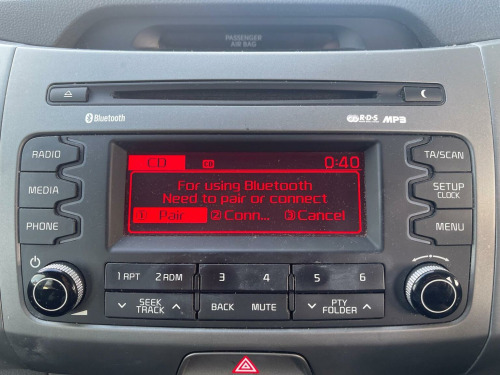 PASSENGER
AIR BAG
Bluetooth
R·D·S MP3
RADIO
CD CD 0:40
TA/SCAN
MEDIA
For using Bluetooth
Need to pair or connect
SETUP
CLOCK
PHONE
① Pair ② Conn... ③ Cancel
MENU
1 RPT 2 RDM 3 4 5 6
SEEK
TRACK
BACK MUTE
PTY
FOLDER